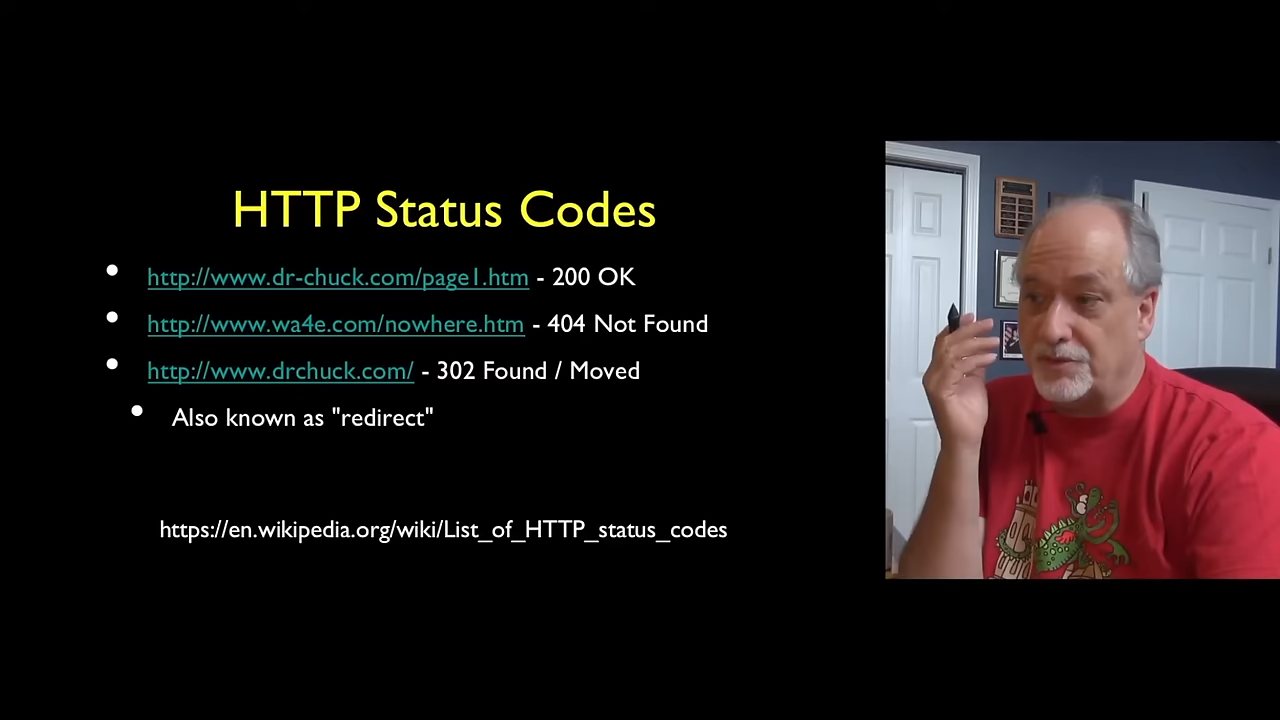 HTTP Status Codes
http://www.dr-chuck.com/page1.htm - 200 OK
http://www.wa4e.com/nowhere.htm - 404 Not Found
http://www.drchuck.com/ - 302 Found / Moved
Also known as "redirect"
https://en.wikipedia.org/wiki/List_of_HTTP_status_codes